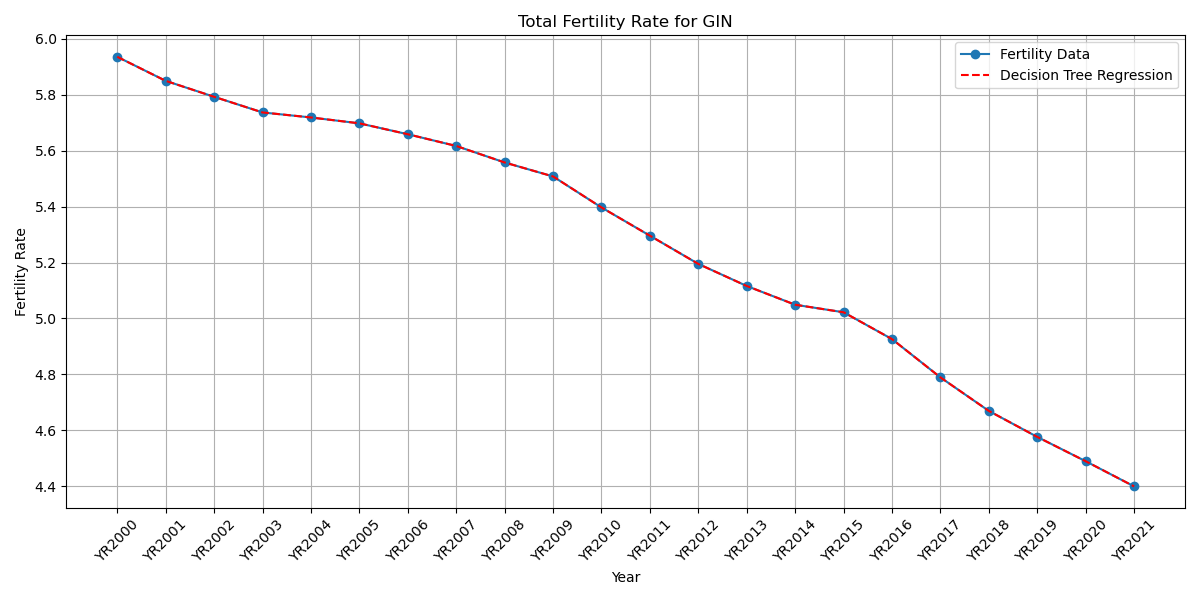 Total Fertility Rate for GIN
Fertility Data
Decision Tree Regression
Fertility Rate
6.0
5.8
5.6
5.4
5.2
5.0
4.8
4.6
4.4
YR2000
YR2001
YR2002
YR2003
YR2004
YR2005
YR2006
YR2007
YR2008
YR2009
YR2010
YR2011
YR2012
YR2013
YR2014
YR2015
YR2016
YR2017
YR2018
YR2019
YR2020
YR2021
Year